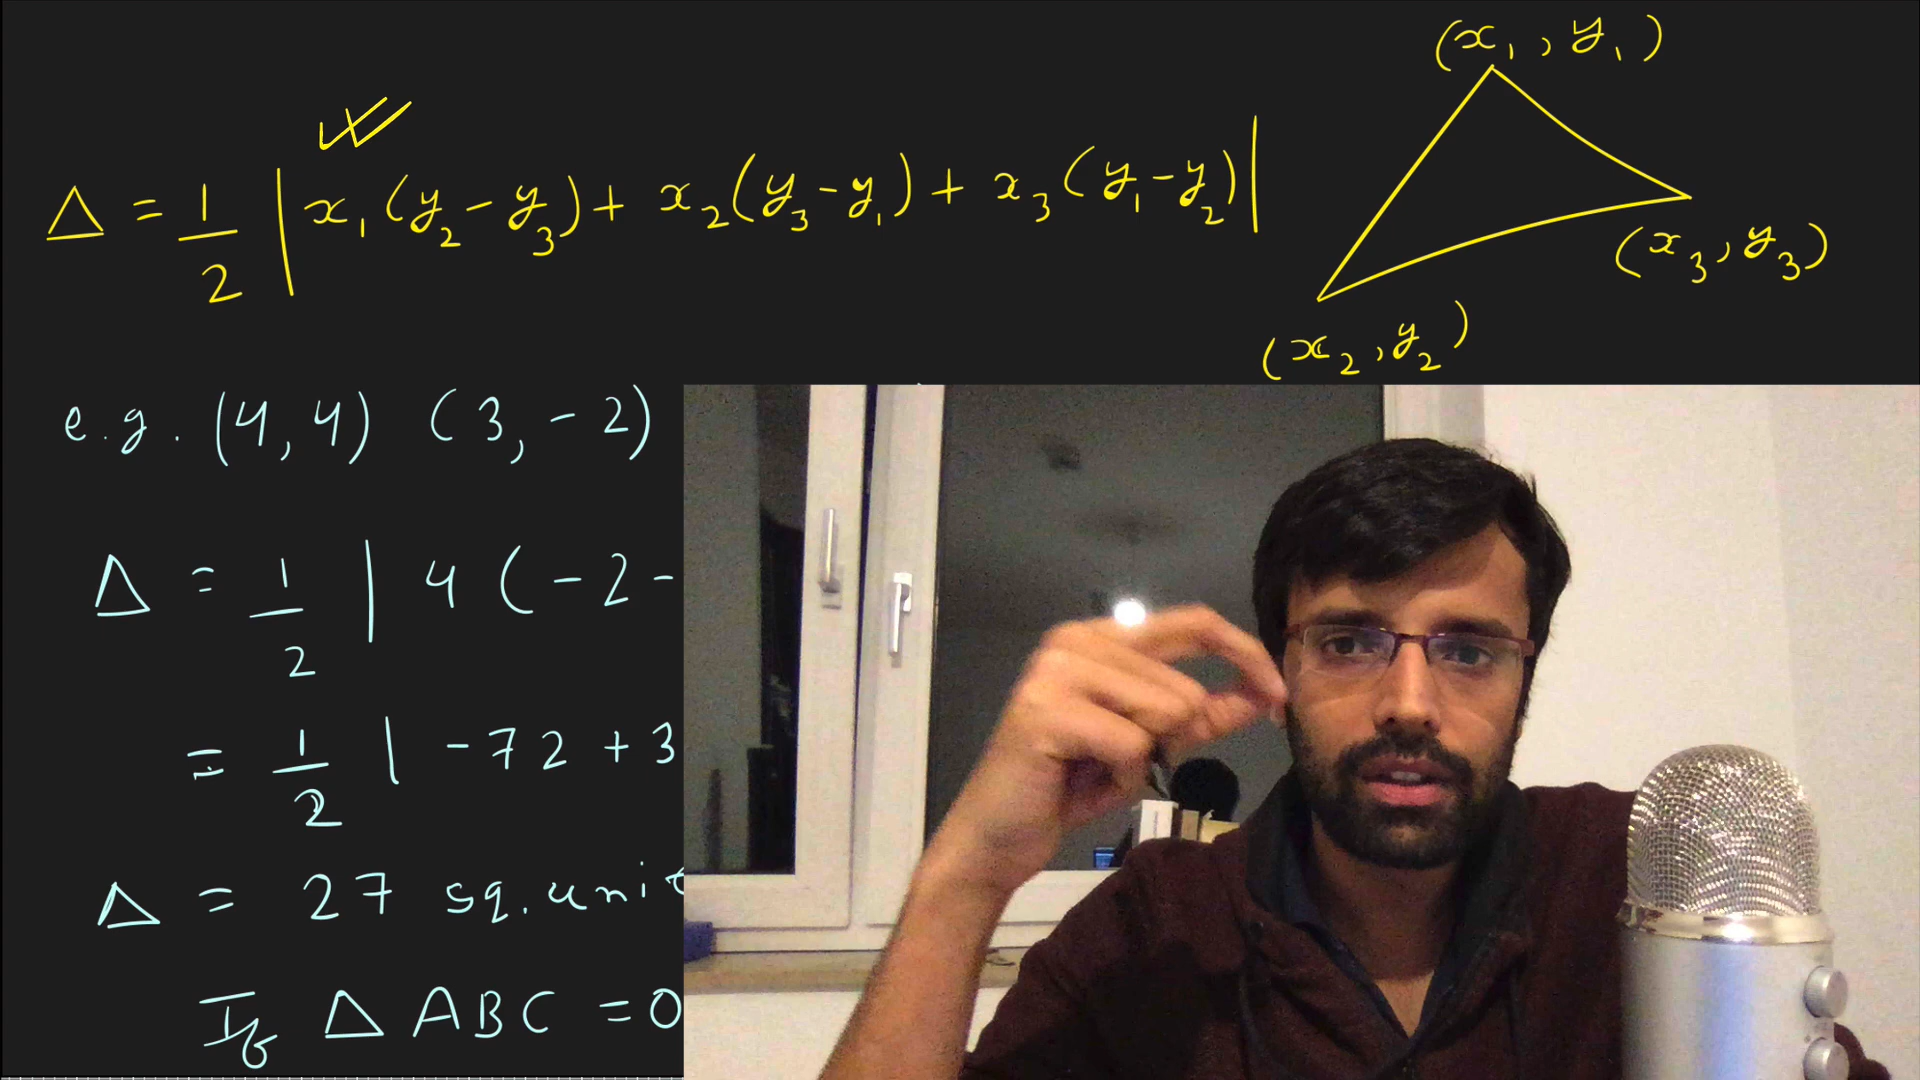 (x₁, y₁)
Δ = 1/2 | x₁(y₂ - y₃) + x₂(y₃ - y₁) + x₃(y₁ - y₂) |
(x₃, y₃)
(x₂, y₂)
e.g. (4, 4) (3, -2)
Δ = 1/2 | 4 (-2 -
= 1/2 | -72 + 3
Δ = 27 sq. unit
If Δ ABC = 0